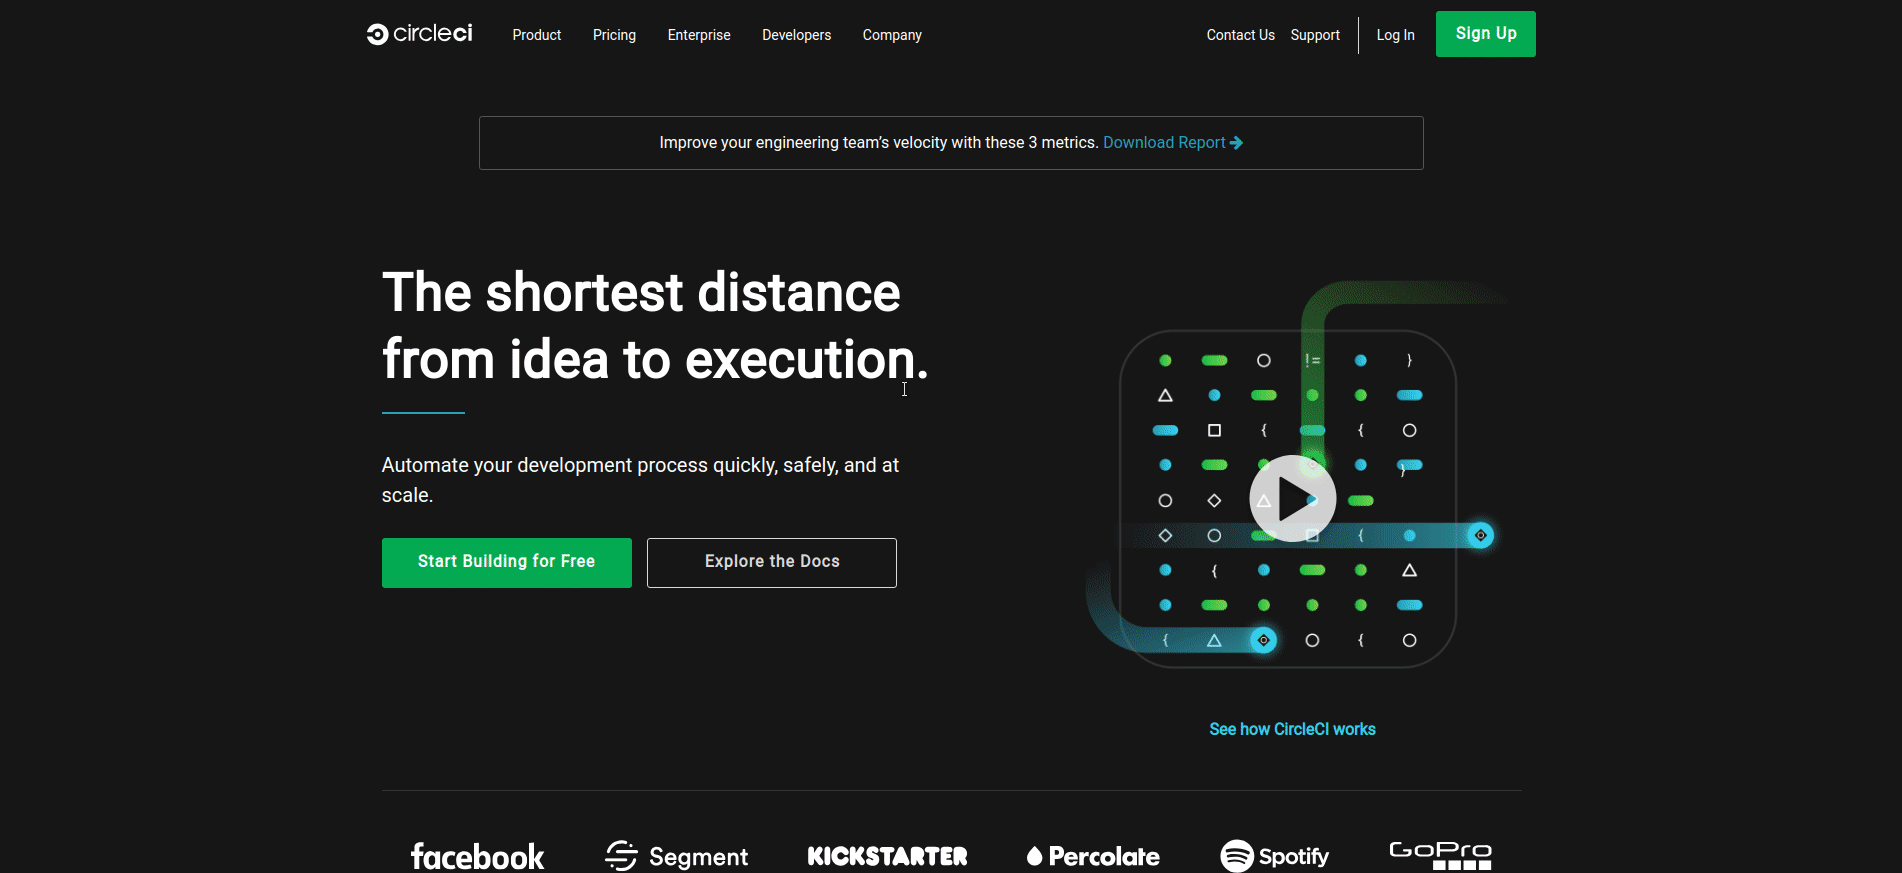 circleci Product Pricing Enterprise Developers Company Contact Us Support Log In Sign Up
Improve your engineering team’s velocity with these 3 metrics. Download Report
The shortest distance
from idea to execution.
Automate your development process quickly, safely, and at
scale.
Start Building for Free Explore the Docs
!= }
{ {
}
{
{
{ {
See how CircleCI works
facebook Segment KICKSTARTER Percolate Spotify GoPro